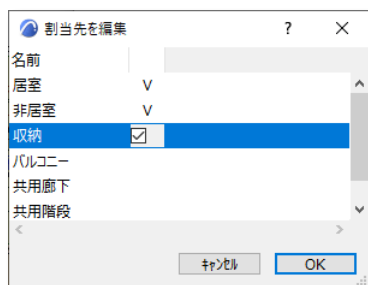 割当先を編集 ?
名前
居室 V
非居室 V
収納
バルコニー
共用廊下
共用階段
ｷｬﾝｾﾙ OK